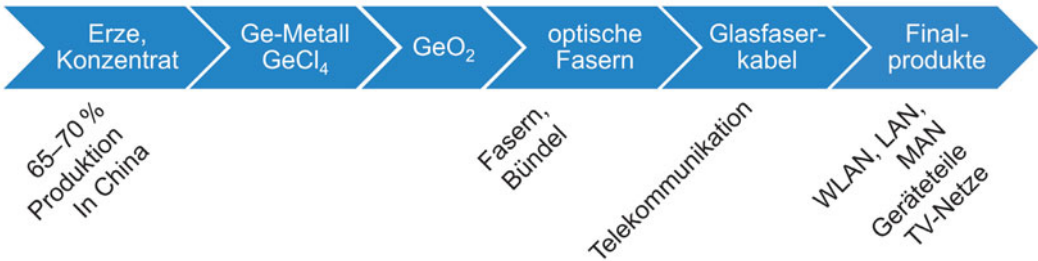 Erze,
Konzentrat
Ge-Metall
GeCl₄
GeO₂
optische
Fasern
Glasfaser-
kabel
Final-
produkte
65–70 %
Produktion
In China
Fasern,
Bündel
Telekommunikation
WLAN, LAN,
MAN
Geräteteile
TV-Netze